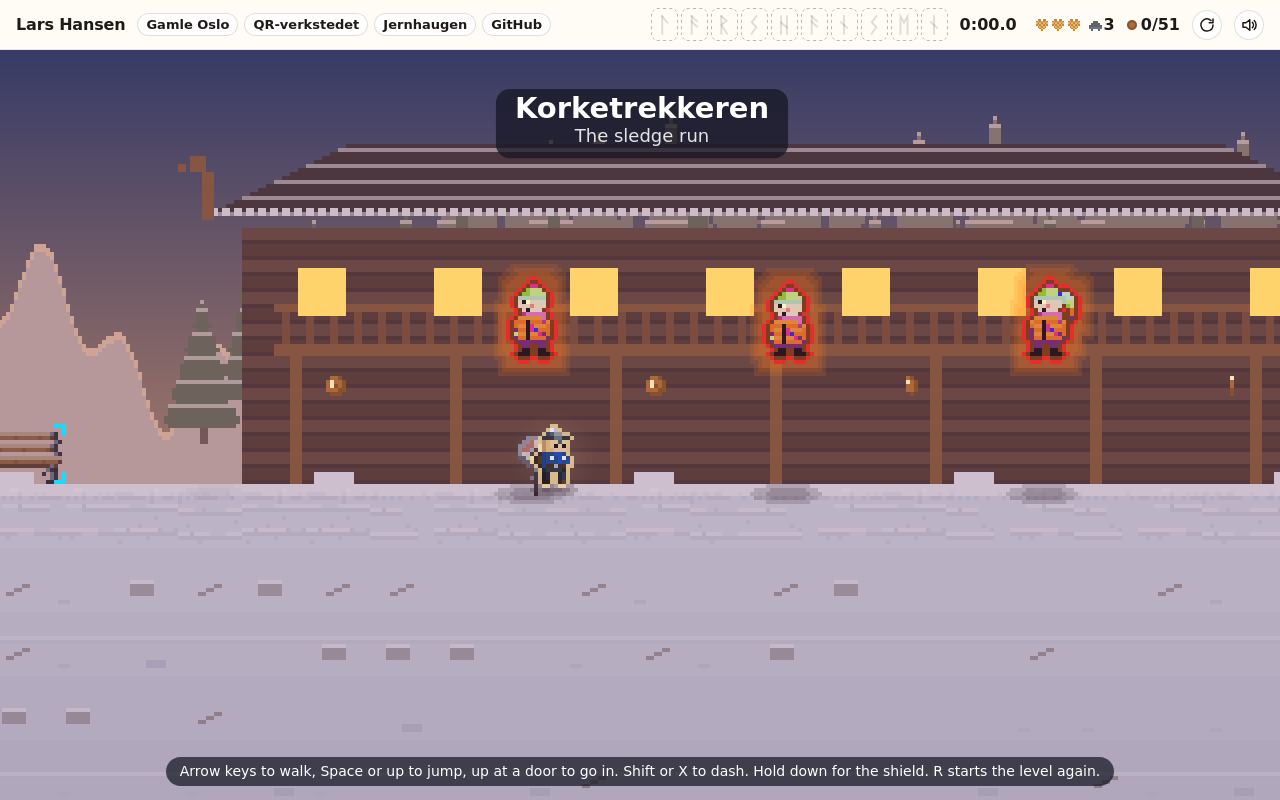 Lars Hansen
Gamle Oslo
QR-verkstedet
Jernhaugen
GitHub
ᛚ ᚨ ᚱ ᛊ ᚺ ᚨ ᚾ ᛊ ᛖ ᚾ
0:00.0
3
0/51
Korketrekkeren
The sledge run
Arrow keys to walk, Space or up to jump, up at a door to go in. Shift or X to dash. Hold down for the shield. R starts the level again.